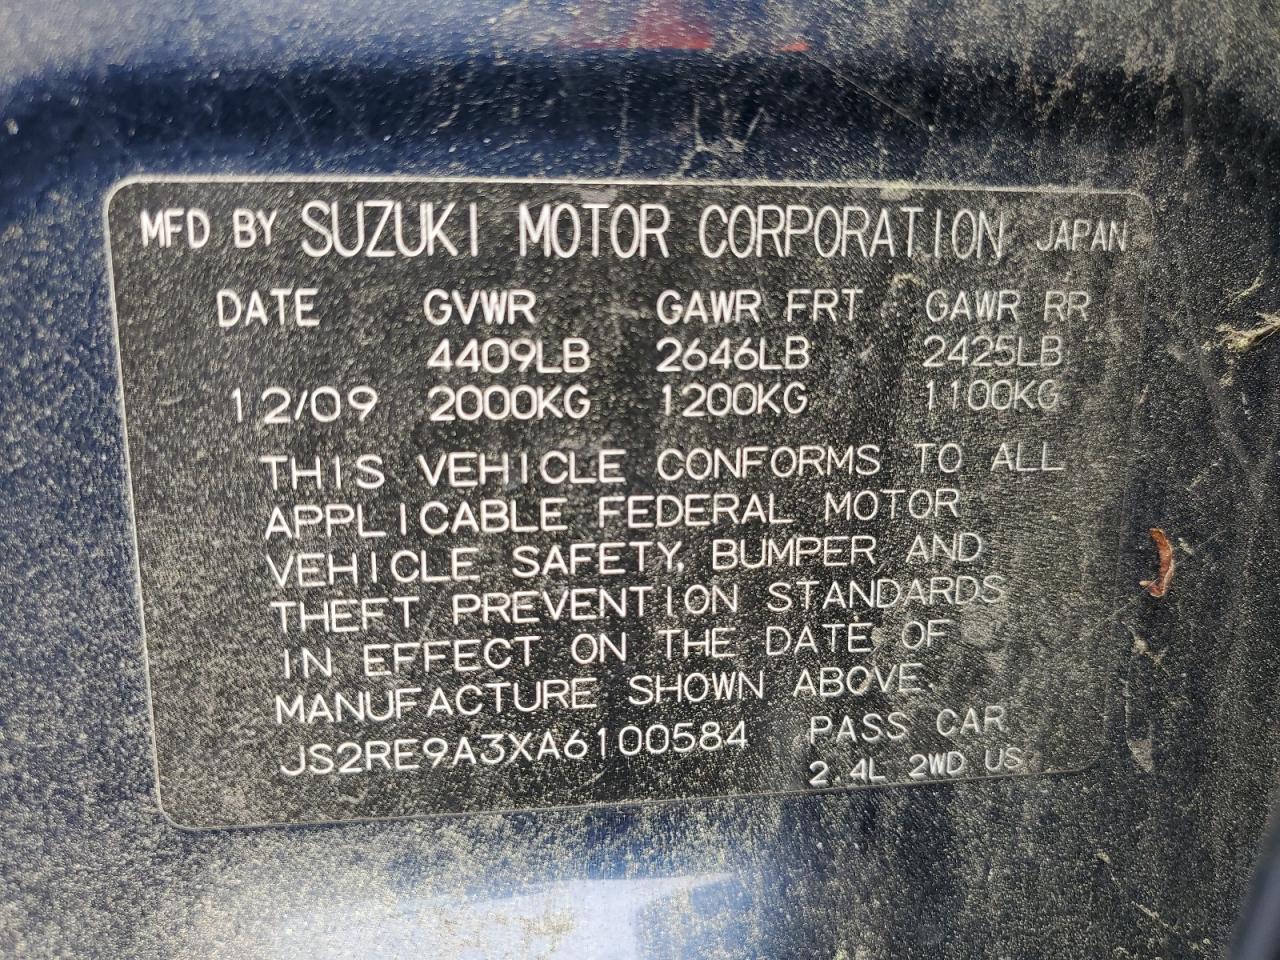 MFD BY SUZUKI MOTOR CORPORATION JAPAN
DATE GVWR GAWR FRT GAWR RR
4409LB 2646LB 2425LB
12/09 2000KG 1200KG 1100KG
THIS VEHICLE CONFORMS TO ALL
APPLICABLE FEDERAL MOTOR
VEHICLE SAFETY, BUMPER AND
THEFT PREVENTION STANDARDS
IN EFFECT ON THE DATE OF
MANUFACTURE SHOWN ABOVE.
JS2RE9A3XA6100584 PASS CAR
2.4L 2WD US